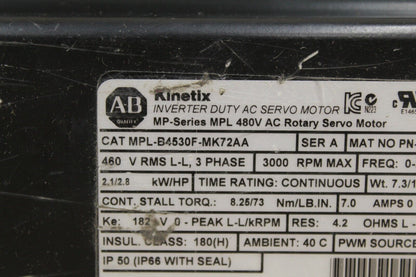 AB
QUALITY
Kinetix
INVERTER DUTY AC SERVO MOTOR
N223
E1465
MP-Series MPL 480V AC Rotary Servo Motor
CAT MPL-B4530F-MK72AA SER A MAT NO PN-
460 V RMS L-L, 3 PHASE 3000 RPM MAX FREQ: 0-
2.1/2.8 kW/HP TIME RATING: CONTINUOUS Wt. 7.3/1
CONT. STALL TORQ.: 8.25/73 Nm/LB.IN. 7.0 AMPS 0
Ke: 182 V 0 - PEAK L-L/kRPM RES: 4.2 OHMS L-
INSUL. CLASS: 180(H) AMBIENT: 40 C PWM SOURCE
IP 50 (IP66 WITH SEAL)